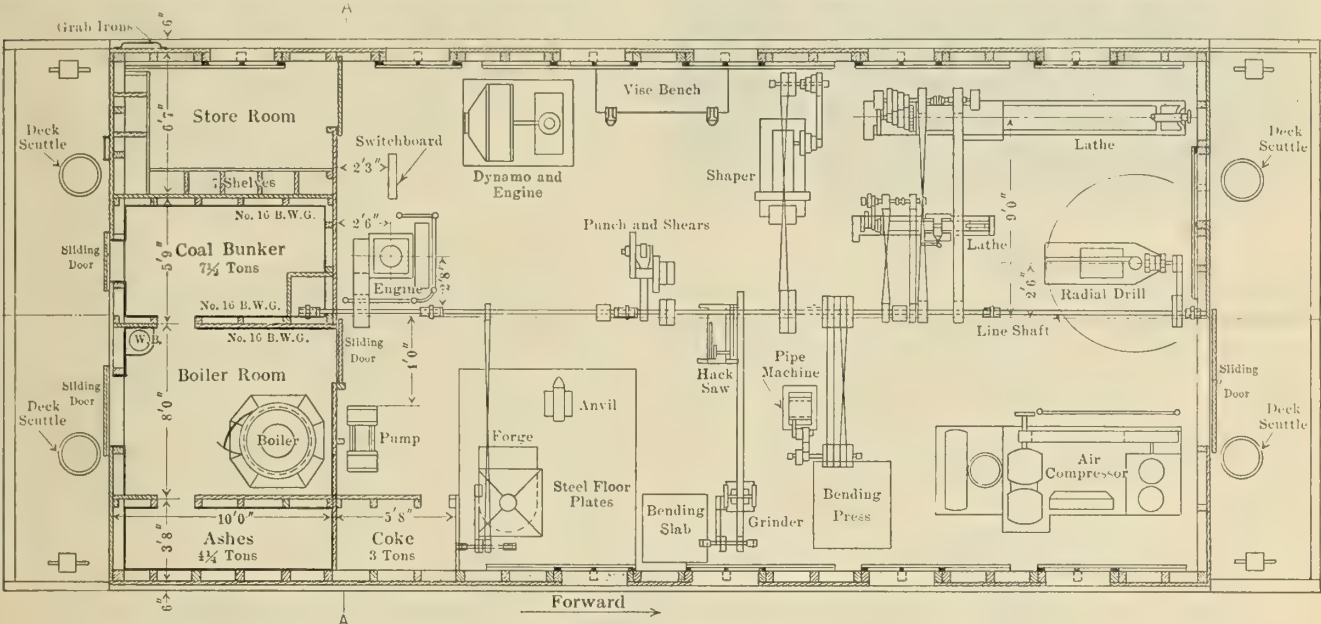 A
Grab Irons
6"
Store Room
6'7"
Deck
Scuttle
7 Shelves
No. 16 B.W.G.
Switchboard
2'3"
Dynamo and
Engine
Vise Bench
Shaper
Lathe
Deck
Scuttle
Sliding
Door
Coal Bunker
7½ Tons
5'9"
No. 16 B.W.G.
2'6"
Engine
Punch and Shears
Lathe
9'0"
2'6"
Radial Drill
Line Shaft
No. 16 B.W.G.
W.B.
Boiler Room
8'0"
Boiler
Sliding
Door
Deck
Scuttle
Sliding
Door
4'0"
Pump
Anvil
Forge
Steel Floor
Plates
Hack
Saw
Pipe
Machine
Bending
Slab
Grinder
Bending
Press
Air
Compressor
Sliding
Door
Deck
Scuttle
10'0"
5'8"
3'8"
Ashes
4¼ Tons
Coke
3 Tons
6"
A
Forward